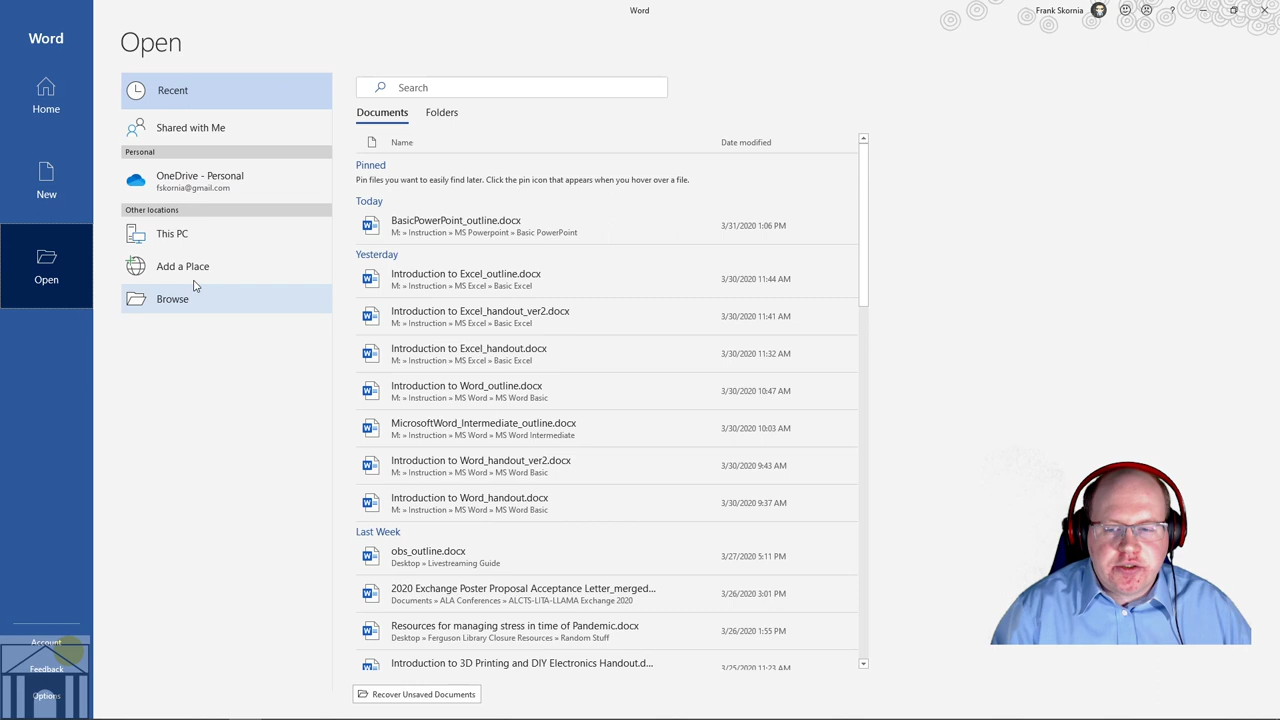 Word
Frank Skornia
?
Word
Home
New
Open
Account
Feedback
Options
Open
Recent
Shared with Me
Personal
OneDrive - Personal
fskornia@gmail.com
Other locations
This PC
Add a Place
Browse
Search
Documents Folders
Name Date modified
Pinned
Pin files you want to easily find later. Click the pin icon that appears when you hover over a file.
Today
BasicPowerPoint_outline.docx 3/31/2020 1:06 PM
M: » Instruction » MS Powerpoint » Basic PowerPoint
Yesterday
Introduction to Excel_outline.docx 3/30/2020 11:44 AM
M: » Instruction » MS Excel » Basic Excel
Introduction to Excel_handout_ver2.docx 3/30/2020 11:41 AM
M: » Instruction » MS Excel » Basic Excel
Introduction to Excel_handout.docx 3/30/2020 11:32 AM
M: » Instruction » MS Excel » Basic Excel
Introduction to Word_outline.docx 3/30/2020 10:47 AM
M: » Instruction » MS Word » MS Word Basic
MicrosoftWord_Intermediate_outline.docx 3/30/2020 10:03 AM
M: » Instruction » MS Word » MS Word Intermediate
Introduction to Word_handout_ver2.docx 3/30/2020 9:43 AM
M: » Instruction » MS Word » MS Word Basic
Introduction to Word_handout.docx 3/30/2020 9:37 AM
M: » Instruction » MS Word » MS Word Basic
Last Week
obs_outline.docx 3/27/2020 5:11 PM
Desktop » Livestreaming Guide
2020 Exchange Poster Proposal Acceptance Letter_merged... 3/26/2020 3:01 PM
Documents » ALA Conferences » ALCTS-LITA-LLAMA Exchange 2020
Resources for managing stress in time of Pandemic.docx 3/26/2020 1:55 PM
Desktop » Ferguson Library Closure Resources » Random Stuff
Introduction to 3D Printing and DIY Electronics Handout.d... 3/25/2020 11:23 AM
Recover Unsaved Documents